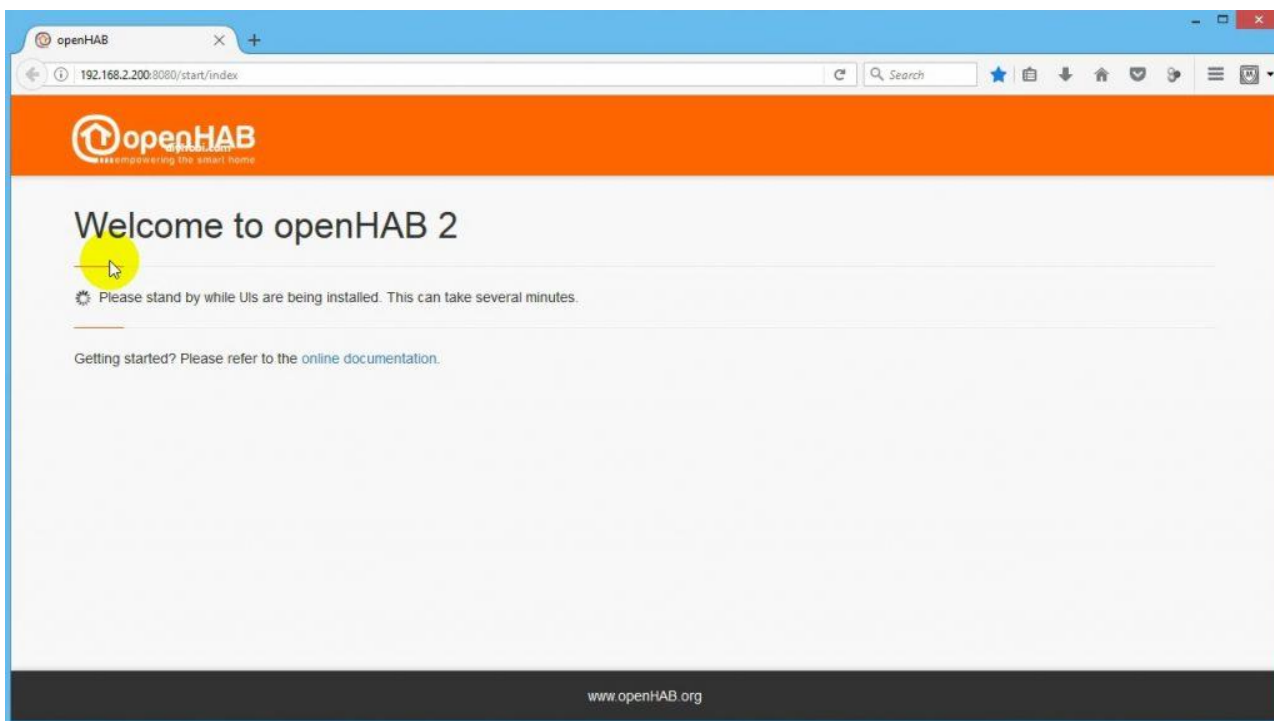 openHAB
192.168.2.200:8080/start/index
Search
openHAB
empowering the smart home
Welcome to openHAB 2
Please stand by while UIs are being installed. This can take several minutes.
Getting started? Please refer to the online documentation.
www.openHAB.org